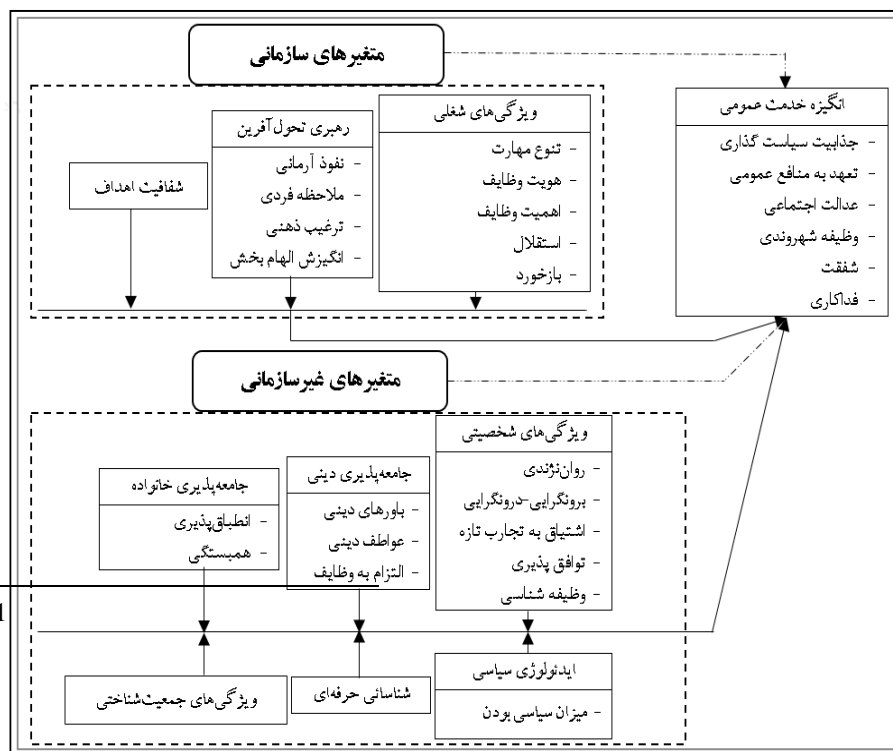 متغیرهای سازمانی
انگیزه خدمت عمومی
- جذابیت سیاست گذاری
- تعهد به منافع عمومی
- عدالت اجتماعی
- وظیفه شهروندی
- شفقت
- فداکاری
ویژگی‌های شغلی
- تنوع مهارت
- هویت وظایف
- اهمیت وظایف
- استقلال
- بازخورد
رهبری تحول‌آفرین
- نفوذ آرمانی
- ملاحظه فردی
- ترغیب ذهنی
- انگیزش الهام بخش
شفافیت اهداف
متغیرهای غیرسازمانی
ویژگی‌های شخصیتی
- روان‌نژندی
- برونگرایی-درونگرایی
- اشتیاق به تجارب تازه
- توافق پذیری
- وظیفه شناسی
جامعه‌پذیری دینی
- باورهای دینی
- عواطف دینی
- التزام به وظایف
جامعه‌پذیری خانواده
- انطباق‌پذیری
- همبستگی
ایدئولوژی سیاسی
- میزان سیاسی بودن
شناسائی حرفه‌ای
ویژگی‌های جمعیت‌شناختی
1